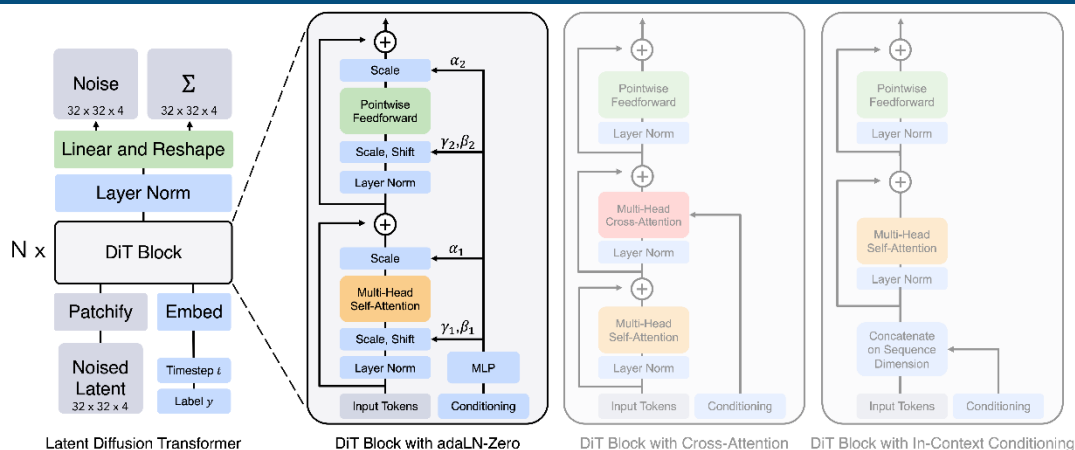 Noise
32 x 32 x 4
Σ
32 x 32 x 4
Linear and Reshape
Layer Norm
N x
DiT Block
Patchify
Embed
Noised
Latent
32 x 32 x 4
Timestep t
Label y
Latent Diffusion Transformer
+
Scale
α₂
Pointwise
Feedforward
Scale, Shift
γ₂,β₂
Layer Norm
+
Scale
α₁
Multi-Head
Self-Attention
Scale, Shift
γ₁,β₁
Layer Norm
MLP
Input Tokens
Conditioning
DiT Block with adaLN-Zero
+
Pointwise
Feedforward
Layer Norm
+
Multi-Head
Cross-Attention
Layer Norm
+
Multi-Head
Self-Attention
Layer Norm
Input Tokens
Conditioning
DiT Block with Cross-Attention
+
Pointwise
Feedforward
Layer Norm
+
Multi-Head
Self-Attention
Layer Norm
Concatenate
on Sequence
Dimension
Input Tokens
Conditioning
DiT Block with In-Context Conditioning